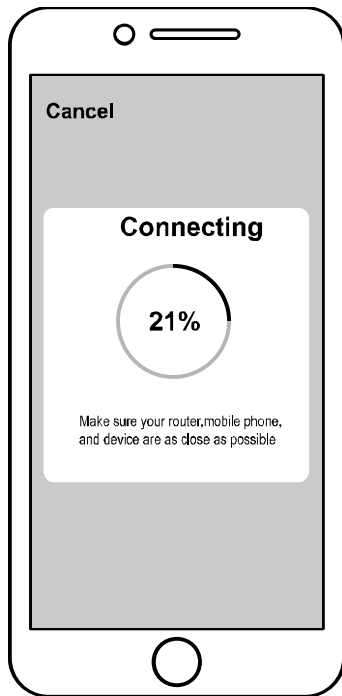 Cancel
Connecting
21%
Make sure your router,mobile phone,
and device are as close as possible